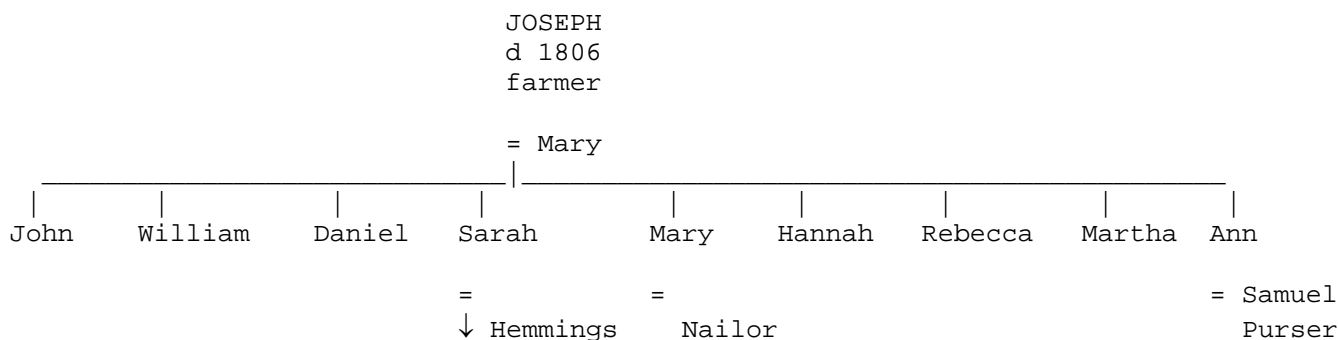 JOSEPH
d 1806
farmer
= Mary
John William Daniel Sarah Mary Hannah Rebecca Martha Ann
= = = Samuel
↓ Hemmings Nailor Purser